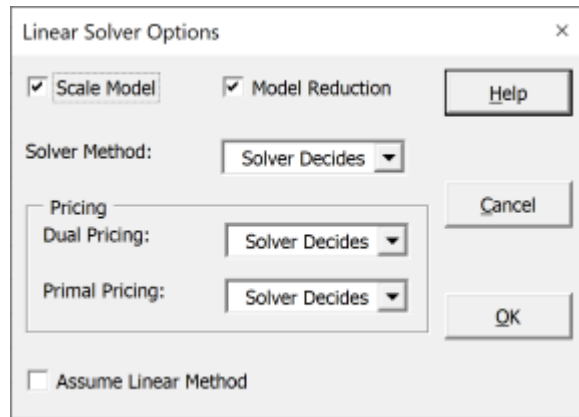 Linear Solver Options
Scale Model
Model Reduction
Help
Solver Method:
Solver Decides
Pricing
Cancel
Dual Pricing:
Solver Decides
Primal Pricing:
Solver Decides
OK
Assume Linear Method